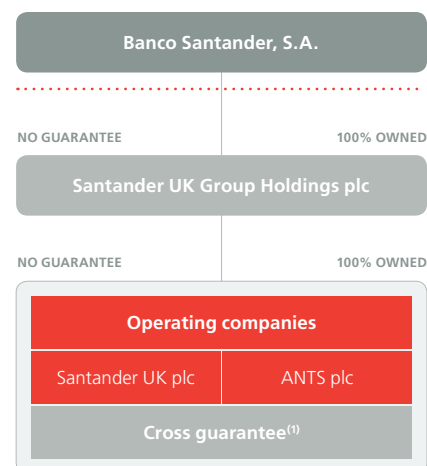 Banco Santander, S.A.
NO GUARANTEE 100% OWNED
Santander UK Group Holdings plc
NO GUARANTEE 100% OWNED
Operating companies
Santander UK plc ANTS plc
Cross guarantee(1)